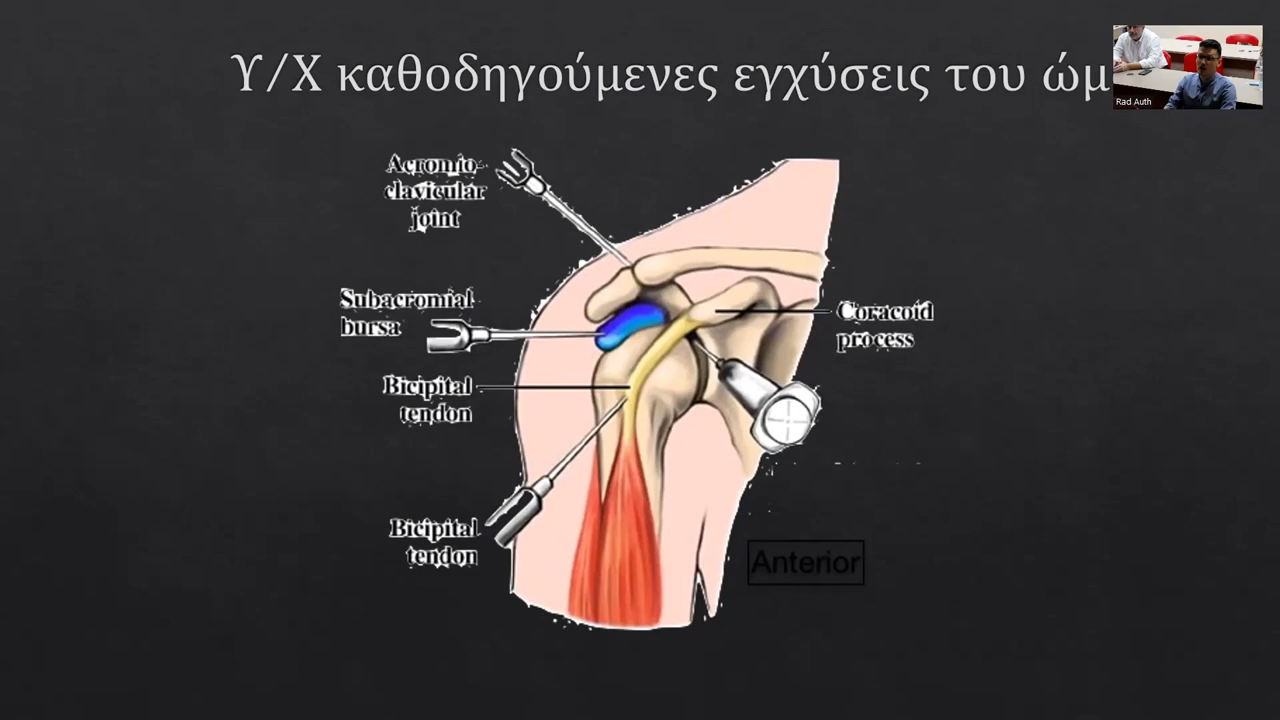 Υ/Χ καθοδηγούμενες εγχύσεις του ώμ
Rad Auth
Acromio-
clavicular
joint
Subacromial
bursa
Coracoid
process
Bicipital
tendon
Bicipital
tendon
Anterior